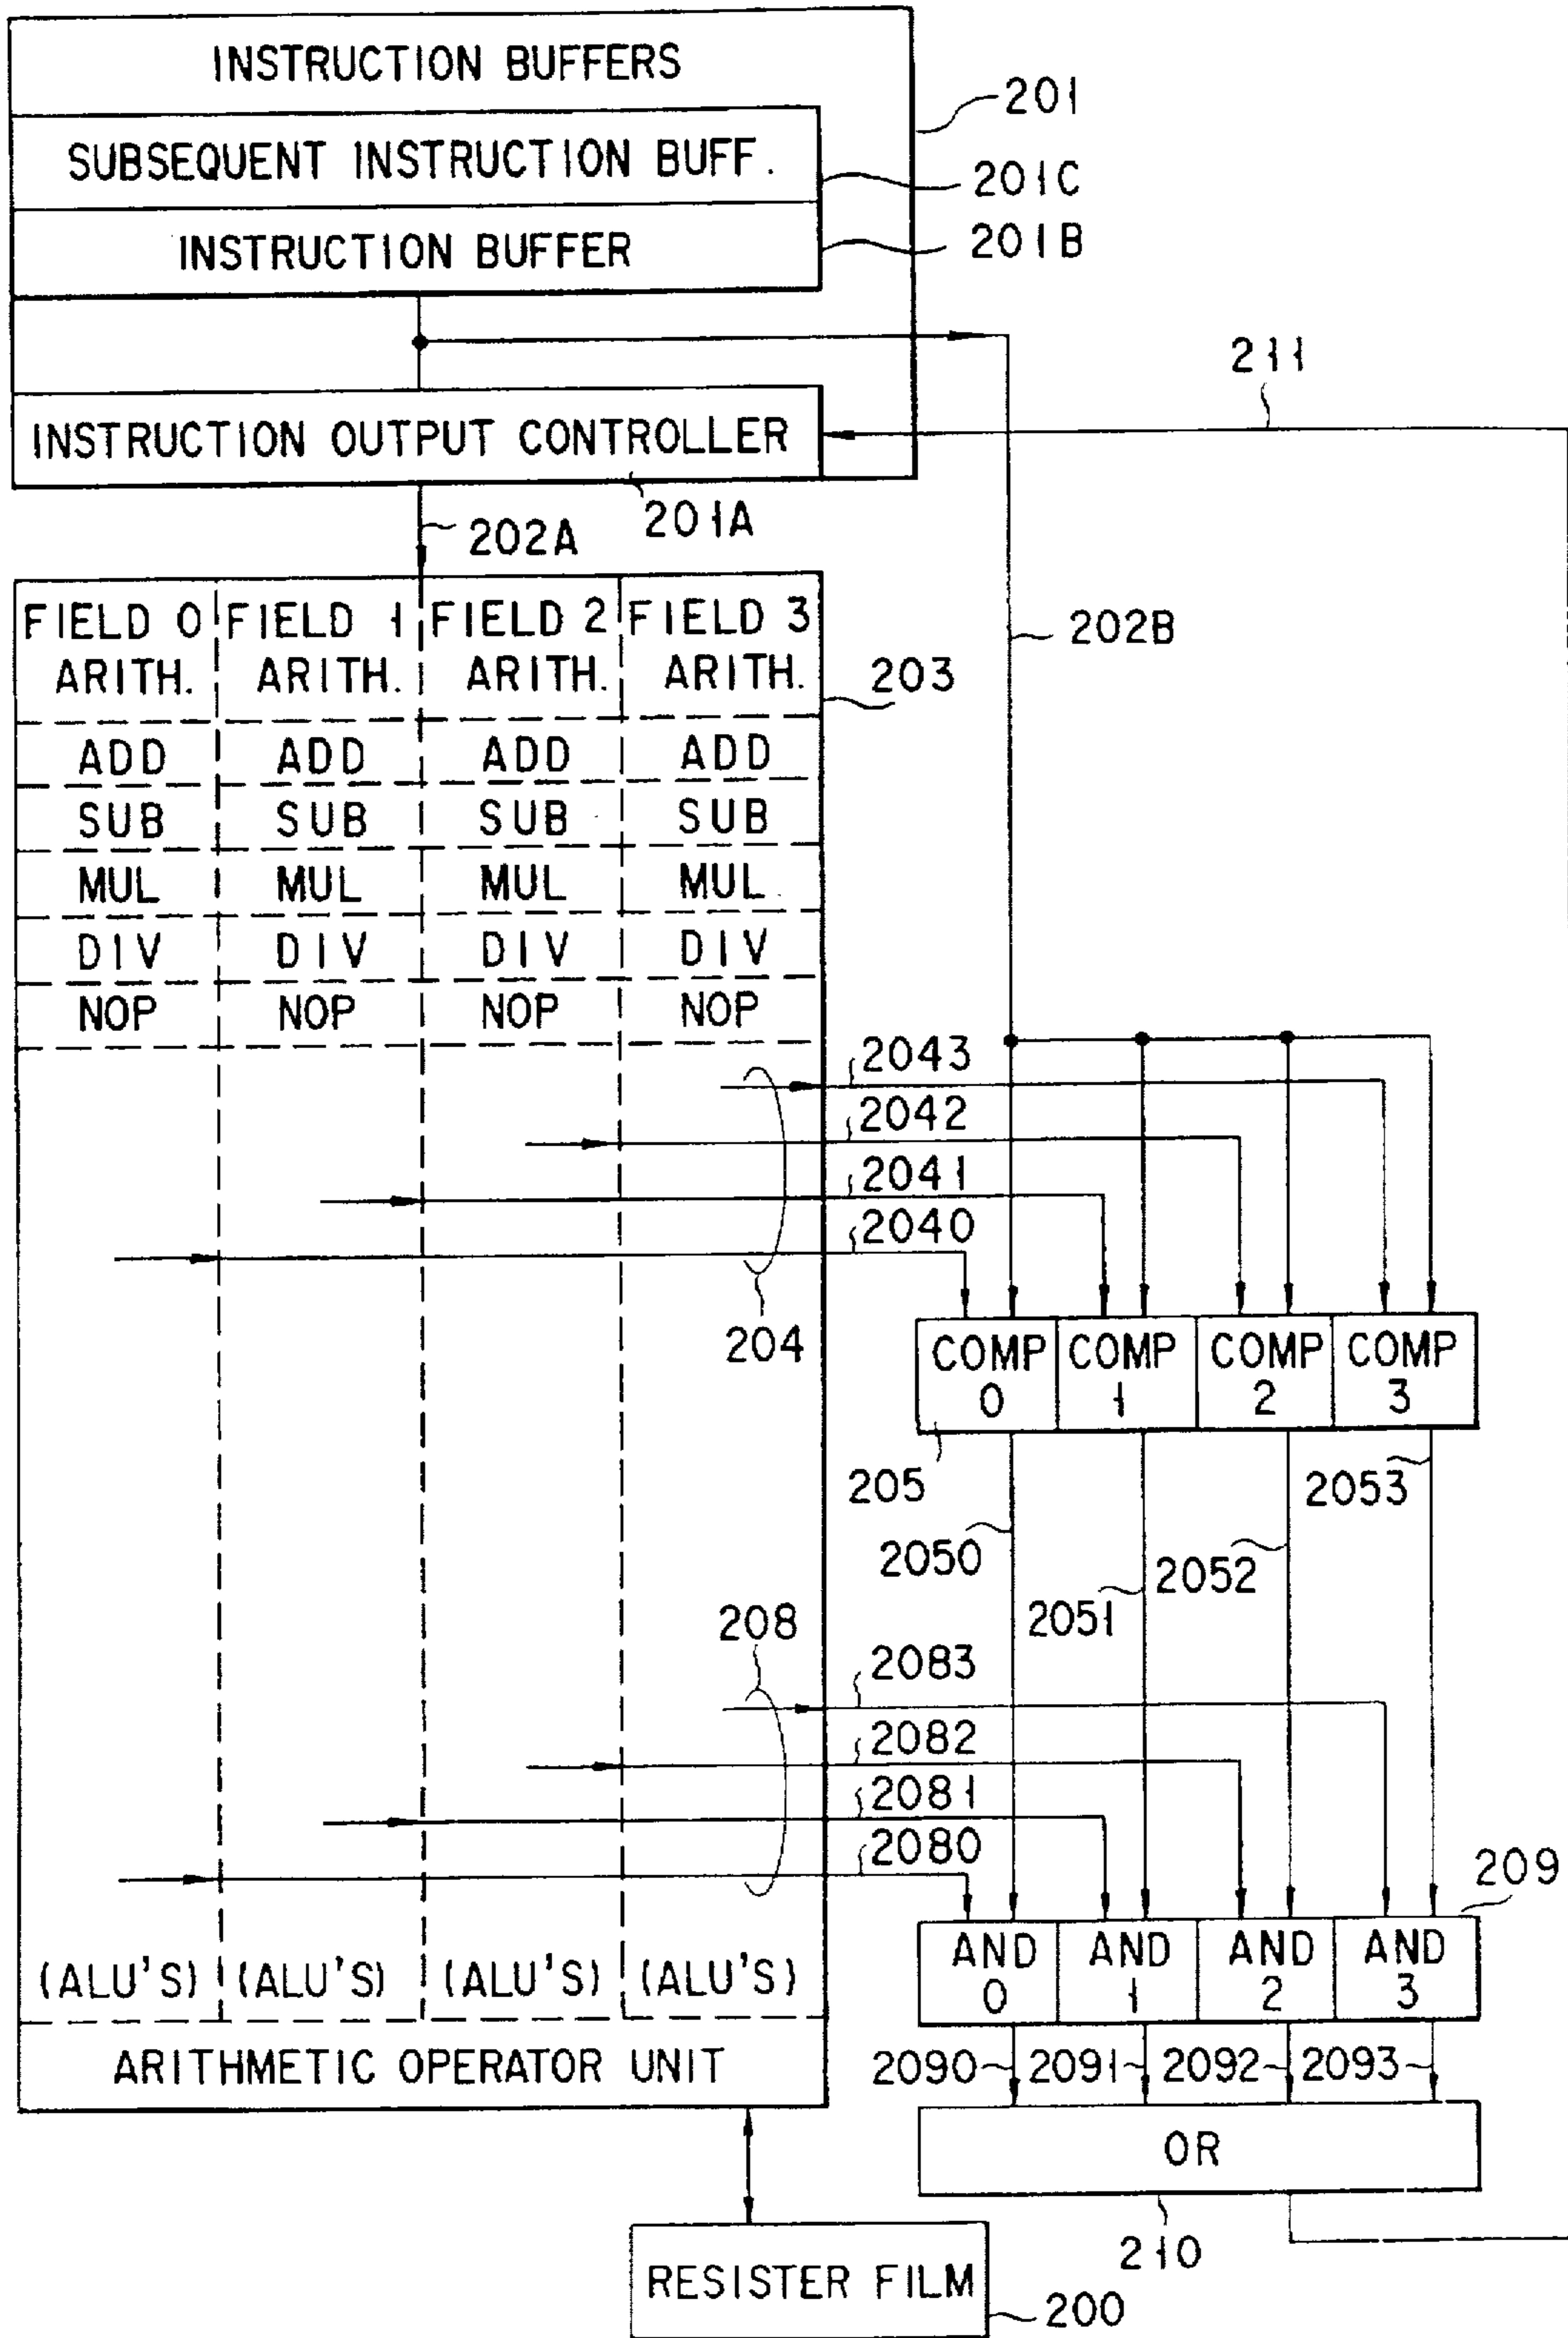 INSTRUCTION BUFFERS
201
SUBSEQUENT INSTRUCTION BUFF.
201C
INSTRUCTION BUFFER
201B
211
INSTRUCTION OUTPUT CONTROLLER
201A
202A
FIELD 0 FIELD 1 FIELD 2 FIELD 3
202B
ARITH. ARITH. ARITH. ARITH.
203
ADD ADD ADD ADD
SUB SUB SUB SUB
MUL MUL MUL MUL
DIV DIV DIV DIV
NOP NOP NOP NOP
2043
2042
2041
2040
204
COMP COMP COMP COMP
0 1 2 3
205
2053
2050
2052
2051
208
2083
2082
2081
2080
209
AND AND AND AND
0 1 2 3
(ALU'S) (ALU'S) (ALU'S) (ALU'S)
ARITHMETIC OPERATOR UNIT
2090 2091 2092 2093
OR
210
RESISTER FILM
200